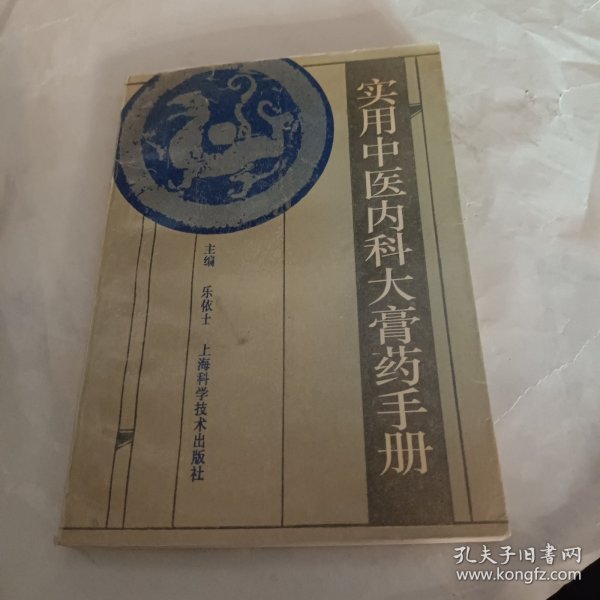 实用中医内科大膏药手册
主编 乐依士 上海科学技术出版社
孔夫子旧书网
www.kongfz.com